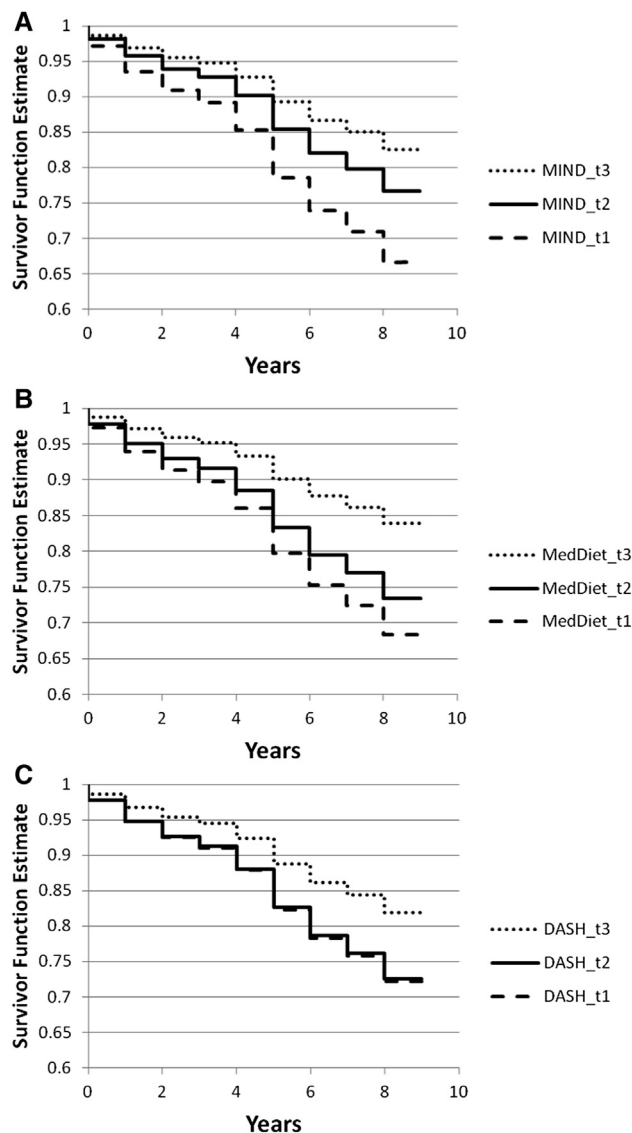 A
Survivor Function Estimate
1
0.95
0.9
0.85
0.8
0.75
0.7
0.65
0.6
0 2 4 6 8 10
Years
MIND_t3
MIND_t2
MIND_t1
B
Survivor Function Estimate
1
0.95
0.9
0.85
0.8
0.75
0.7
0.65
0.6
0 2 4 6 8 10
Years
MedDiet_t3
MedDiet_t2
MedDiet_t1
C
Survivor Function Estimate
1
0.95
0.9
0.85
0.8
0.75
0.7
0.65
0.6
0 2 4 6 8 10
Years
DASH_t3
DASH_t2
DASH_t1